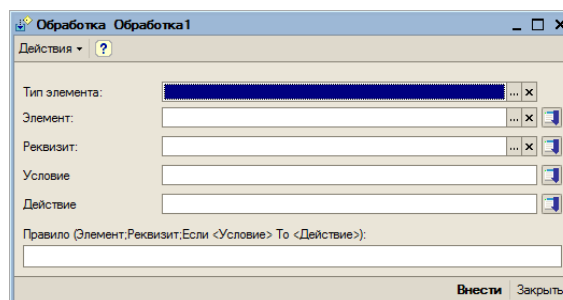 Обработка Обработка1
Действия
Тип элемента:
Элемент:
Реквизит:
Условие
Действие
Правило (Элемент;Реквизит;Если <Условие> То <Действие>):
Внести Закрыть